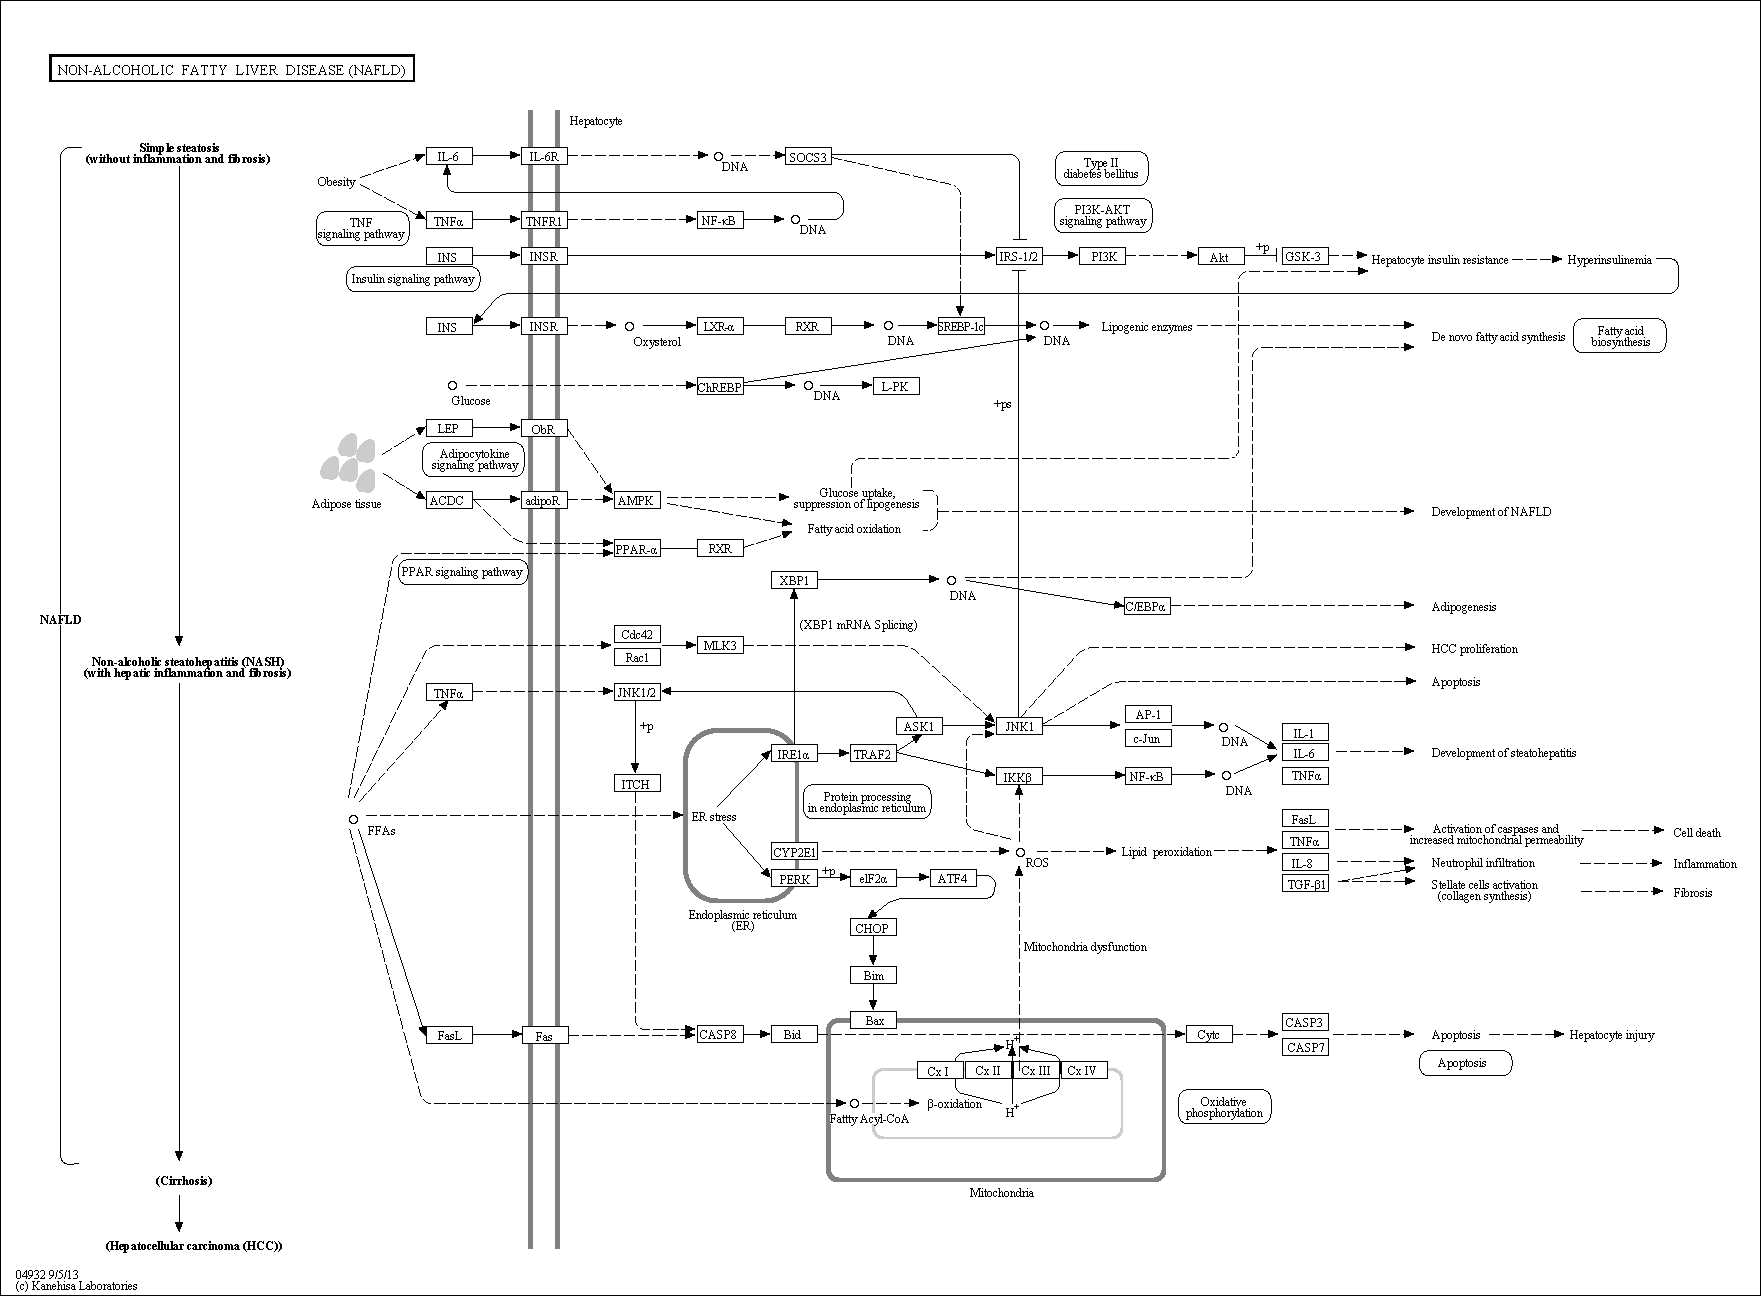 NON-ALCOHOLIC FATTY LIVER DISEASE (NAFLD)
Hepatocyte
Simple steatosis
(without inflammation and fibrosis)
NAFLD
Non-alcoholic steatohepatitis (NASH)
(with hepatic inflammation and fibrosis)
(Cirrhosis)
(Hepatocellular carcinoma (HCC))
Obesity
IL-6
IL-6R
DNA
SOCS3
Type II
diabetes bellitus
TNF
signaling pathway
TNFα
TNFR1
NF-κB
DNA
PI3K-AKT
signaling pathway
INS
INSR
IRS-1/2
PI3K
Akt
+p
GSK-3
Hepatocyte insulin resistance
Hyperinsulinemia
Insulin signaling pathway
INS
INSR
Oxysterol
LXR-α
RXR
DNA
SREBP-1c
DNA
Lipogenic enzymes
De novo fatty acid synthesis
Fatty acid
biosynthesis
Glucose
ChREBP
DNA
L-PK
+ps
LEP
ObR
Adipocytokine
signaling pathway
Adipose tissue
ACDC
adipoR
AMPK
Glucose uptake,
suppression of lipogenesis
Fatty acid oxidation
Development of NAFLD
PPAR-α
RXR
PPAR signaling pathway
XBP1
DNA
C/EBPα
Adipogenesis
(XBP1 mRNA Splicing)
Cdc42
Rac1
MLK3
HCC proliferation
Apoptosis
TNFα
JNK1/2
+p
ITCH
ASK1
JNK1
AP-1
c-Jun
DNA
IL-1
IL-6
TNFα
Development of steatohepatitis
IRE1α
TRAF2
IKKβ
NF-κB
DNA
Protein processing
in endoplasmic reticulum
ER stress
FFAs
CYP2E1
ROS
Lipid peroxidation
FasL
TNFα
IL-8
TGF-β1
Activation of caspases and
increased mitochondrial permeability
Cell death
Neutrophil infiltration
Inflammation
Stellate cells activation
(collagen synthesis)
Fibrosis
PERK
+p
eIF2α
ATF4
Endoplasmic reticulum
(ER)
CHOP
Bim
Bax
Mitochondria dysfunction
FasL
Fas
CASP8
Bid
Cytc
CASP3
CASP7
Apoptosis
Hepatocyte injury
Apoptosis
H+
Cx I
Cx II
Cx III
Cx IV
β-oxidation
H+
Fattty Acyl-CoA
Oxidative
phosphorylation
Mitochondria
04932 9/5/13
(c) Kanehisa Laboratories